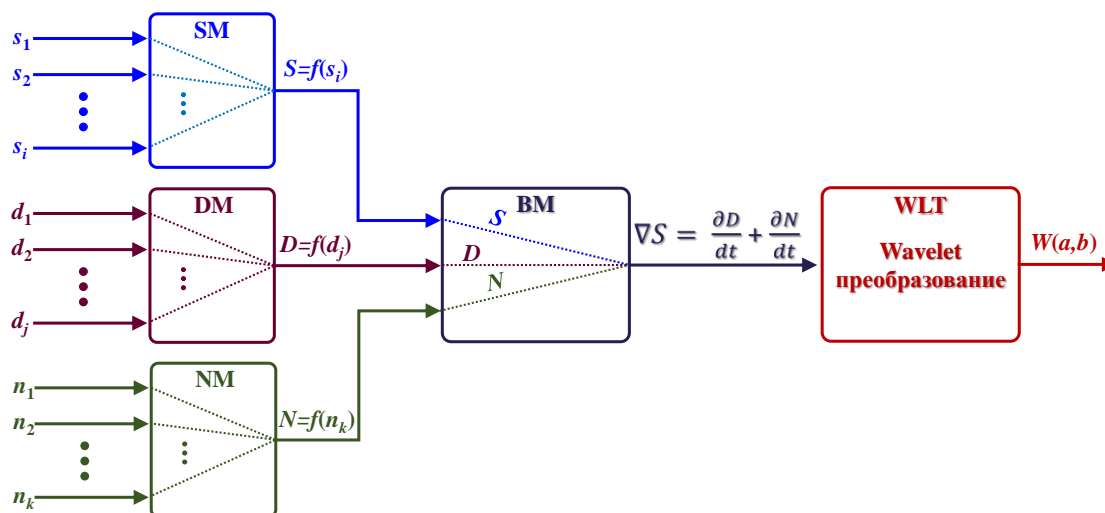 SM
s₁
s₂
sᵢ
S=f(sᵢ)
DM
d₁
d₂
dⱼ
D=f(dⱼ)
NM
n₁
n₂
nₖ
N=f(nₖ)
BM
S
D
N
∇S = ∂D/dt + ∂N/dt
WLT
Wavelet
преобразование
W(a,b)